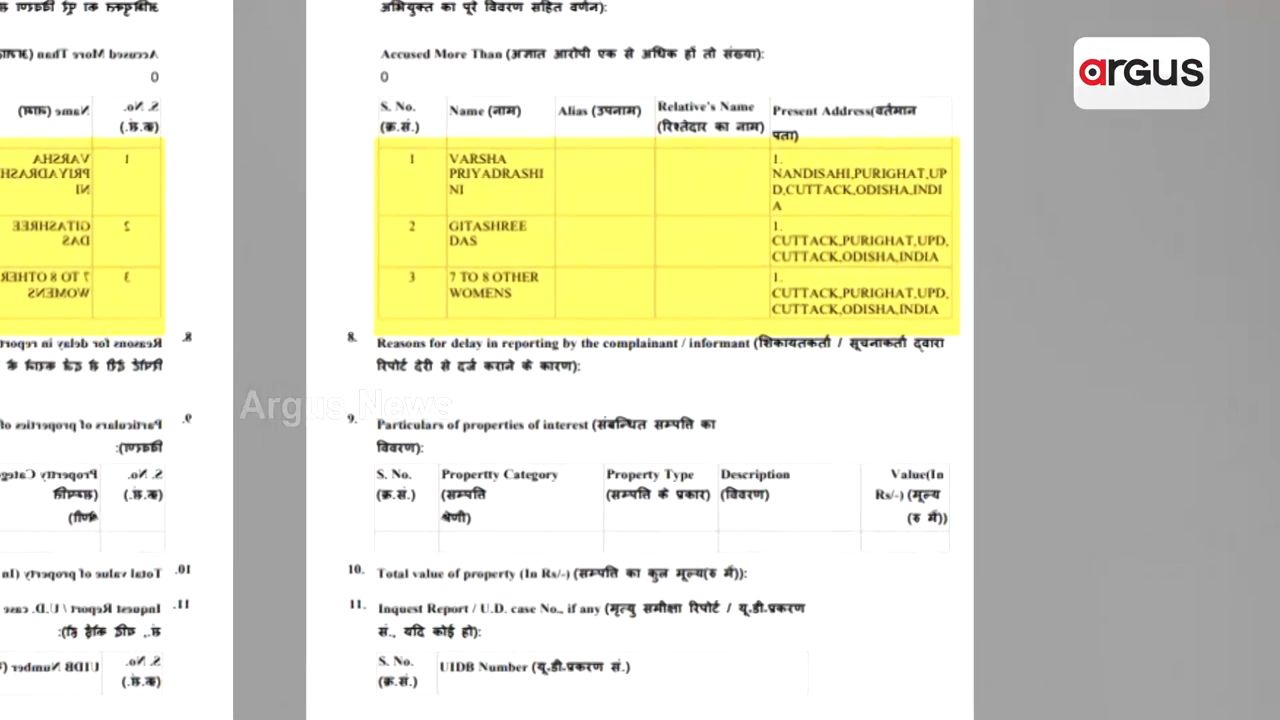 अभियुक्त का पूरे विवरण सहित वर्णन):
Accused More Than (अज्ञात आरोपी एक से अधिक हों तो संख्या):
0
S. No. (क्र.सं.) Name (नाम) Alias (उपनाम) Relative's Name (रिश्तेदार का नाम) Present Address(वर्तमान पता)
1 VARSHA PRIYADRASHI NI 1. NANDISAHI,PURIGHAT,UP D,CUTTACK,ODISHA,INDI A
2 GITASHREE DAS 1. CUTTACK,PURIGHAT,UPD, CUTTACK,ODISHA,INDIA
3 7 TO 8 OTHER WOMENS 1. CUTTACK,PURIGHAT,UPD, CUTTACK,ODISHA,INDIA
8. Reasons for delay in reporting by the complainant / informant (शिकायतकर्ता / सूचनाकर्ता द्वारा
रिपोर्ट देरी से दर्ज कराने के कारण):
9. Particulars of properties of interest (संबन्धित सम्पति का
विवरण):
S. No. (क्र.सं.) Propertty Category (सम्पति श्रेणी) Property Type (सम्पति के प्रकार) Description (विवरण) Value(In Rs/-) (मूल्य (रु में))
10. Total value of property (In Rs/-) (सम्पति का कुल मूल्य(रु में)):
11. Inquest Report / U.D. case No., if any (मृत्यु समीक्षा रिपोर्ट / यू.डी.प्रकरण
सं., यदि कोई हो):
S. No. (क्र.सं.) UIDB Number (यू.डी.प्रकरण सं.)
argus
Argus News